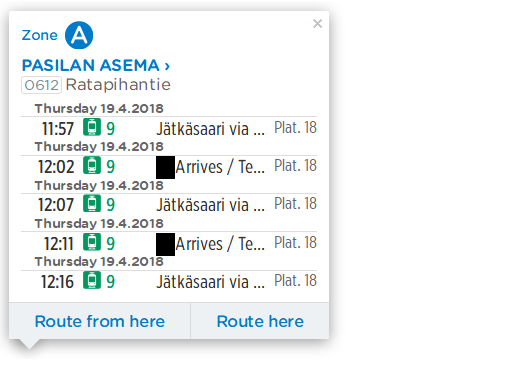 Zone A
×
PASILAN ASEMA ›
0612 Ratapihantie
Thursday 19.4.2018
11:57 9 Jätkäsaari via ... Plat. 18
Thursday 19.4.2018
12:02 9 Arrives / Te... Plat. 18
Thursday 19.4.2018
12:07 9 Jätkäsaari via ... Plat. 18
Thursday 19.4.2018
12:11 9 Arrives / Te... Plat. 18
Thursday 19.4.2018
12:16 9 Jätkäsaari via ... Plat. 18
Route from here Route here